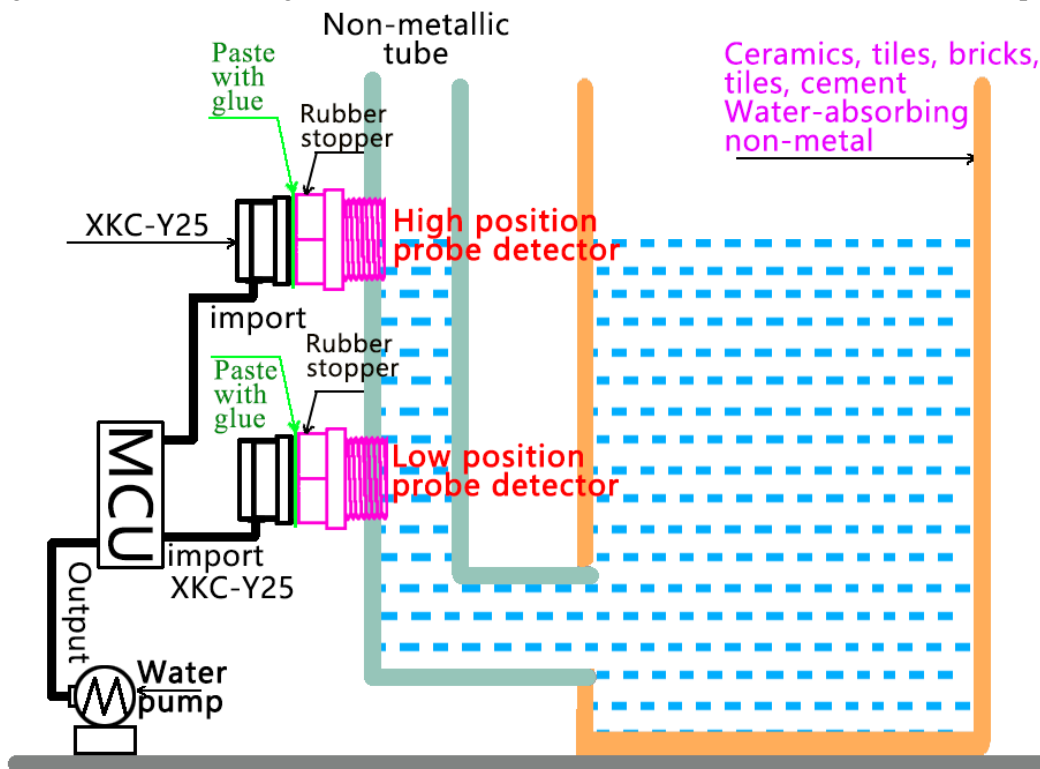 Non-metallic
tube
Paste
with
glue
Rubber
stopper
Ceramics, tiles, bricks,
tiles, cement
Water-absorbing
non-metal
XKC-Y25
High position
probe detector
import
Rubber
stopper
Paste
with
glue
Low position
probe detector
MCU
import
XKC-Y25
Output
Water
pump